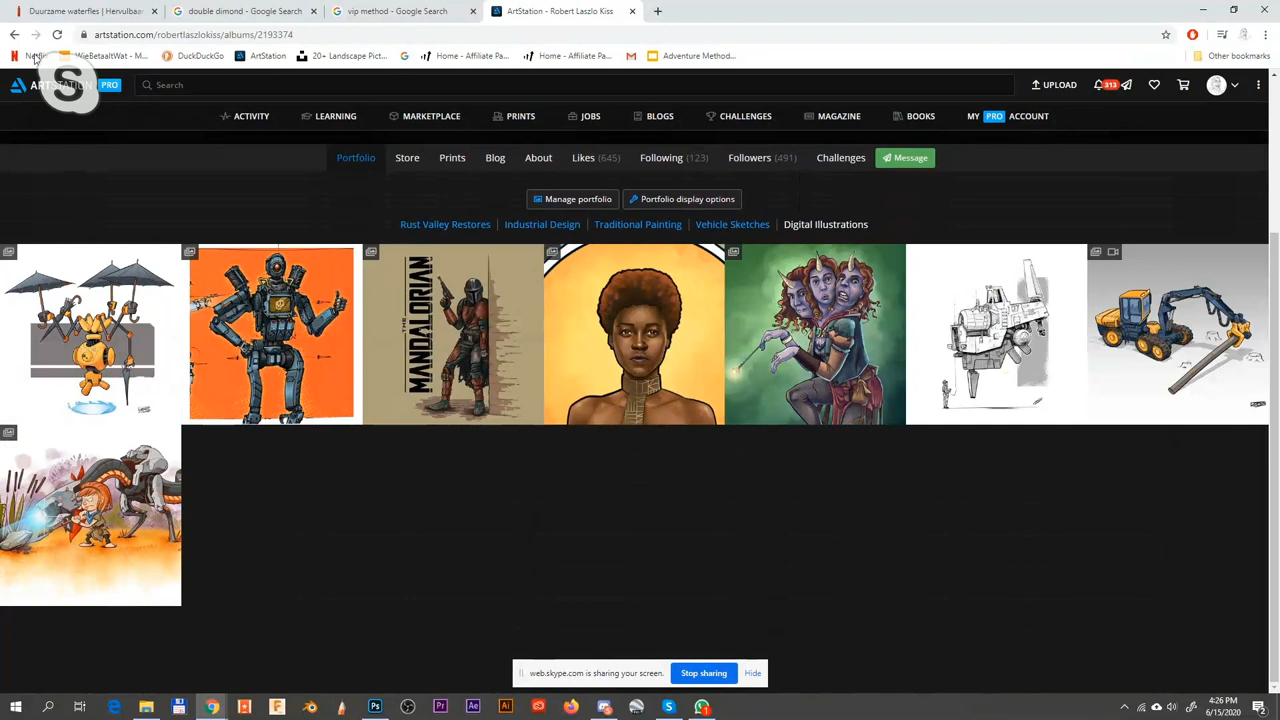 Duurzame waterfles | Hervulbaar
double dimond - Google Search
vip method - Google Search
ArtStation - Robert Laszlo Kiss
artstation.com/robertlaszlokiss/albums/2193374
WieBetaaltWat - M...
DuckDuckGo
ArtStation
20+ Landscape Pict...
Home - Affiliate Pa...
Home - Affiliate Pa...
Adventure Method...
Other bookmarks
PRO
Search
UPLOAD
313
ACTIVITY
LEARNING
MARKETPLACE
PRINTS
JOBS
BLOGS
CHALLENGES
MAGAZINE
BOOKS
MY PRO ACCOUNT
Portfolio
Store
Prints
Blog
About
Likes (645)
Following (123)
Followers (491)
Challenges
Message
Manage portfolio
Portfolio display options
Rust Valley Restores
Industrial Design
Traditional Painting
Vehicle Sketches
Digital Illustrations
THE
MANDALORIAN
web.skype.com is sharing your screen.
Stop sharing
Hide
4:26 PM
6/15/2020